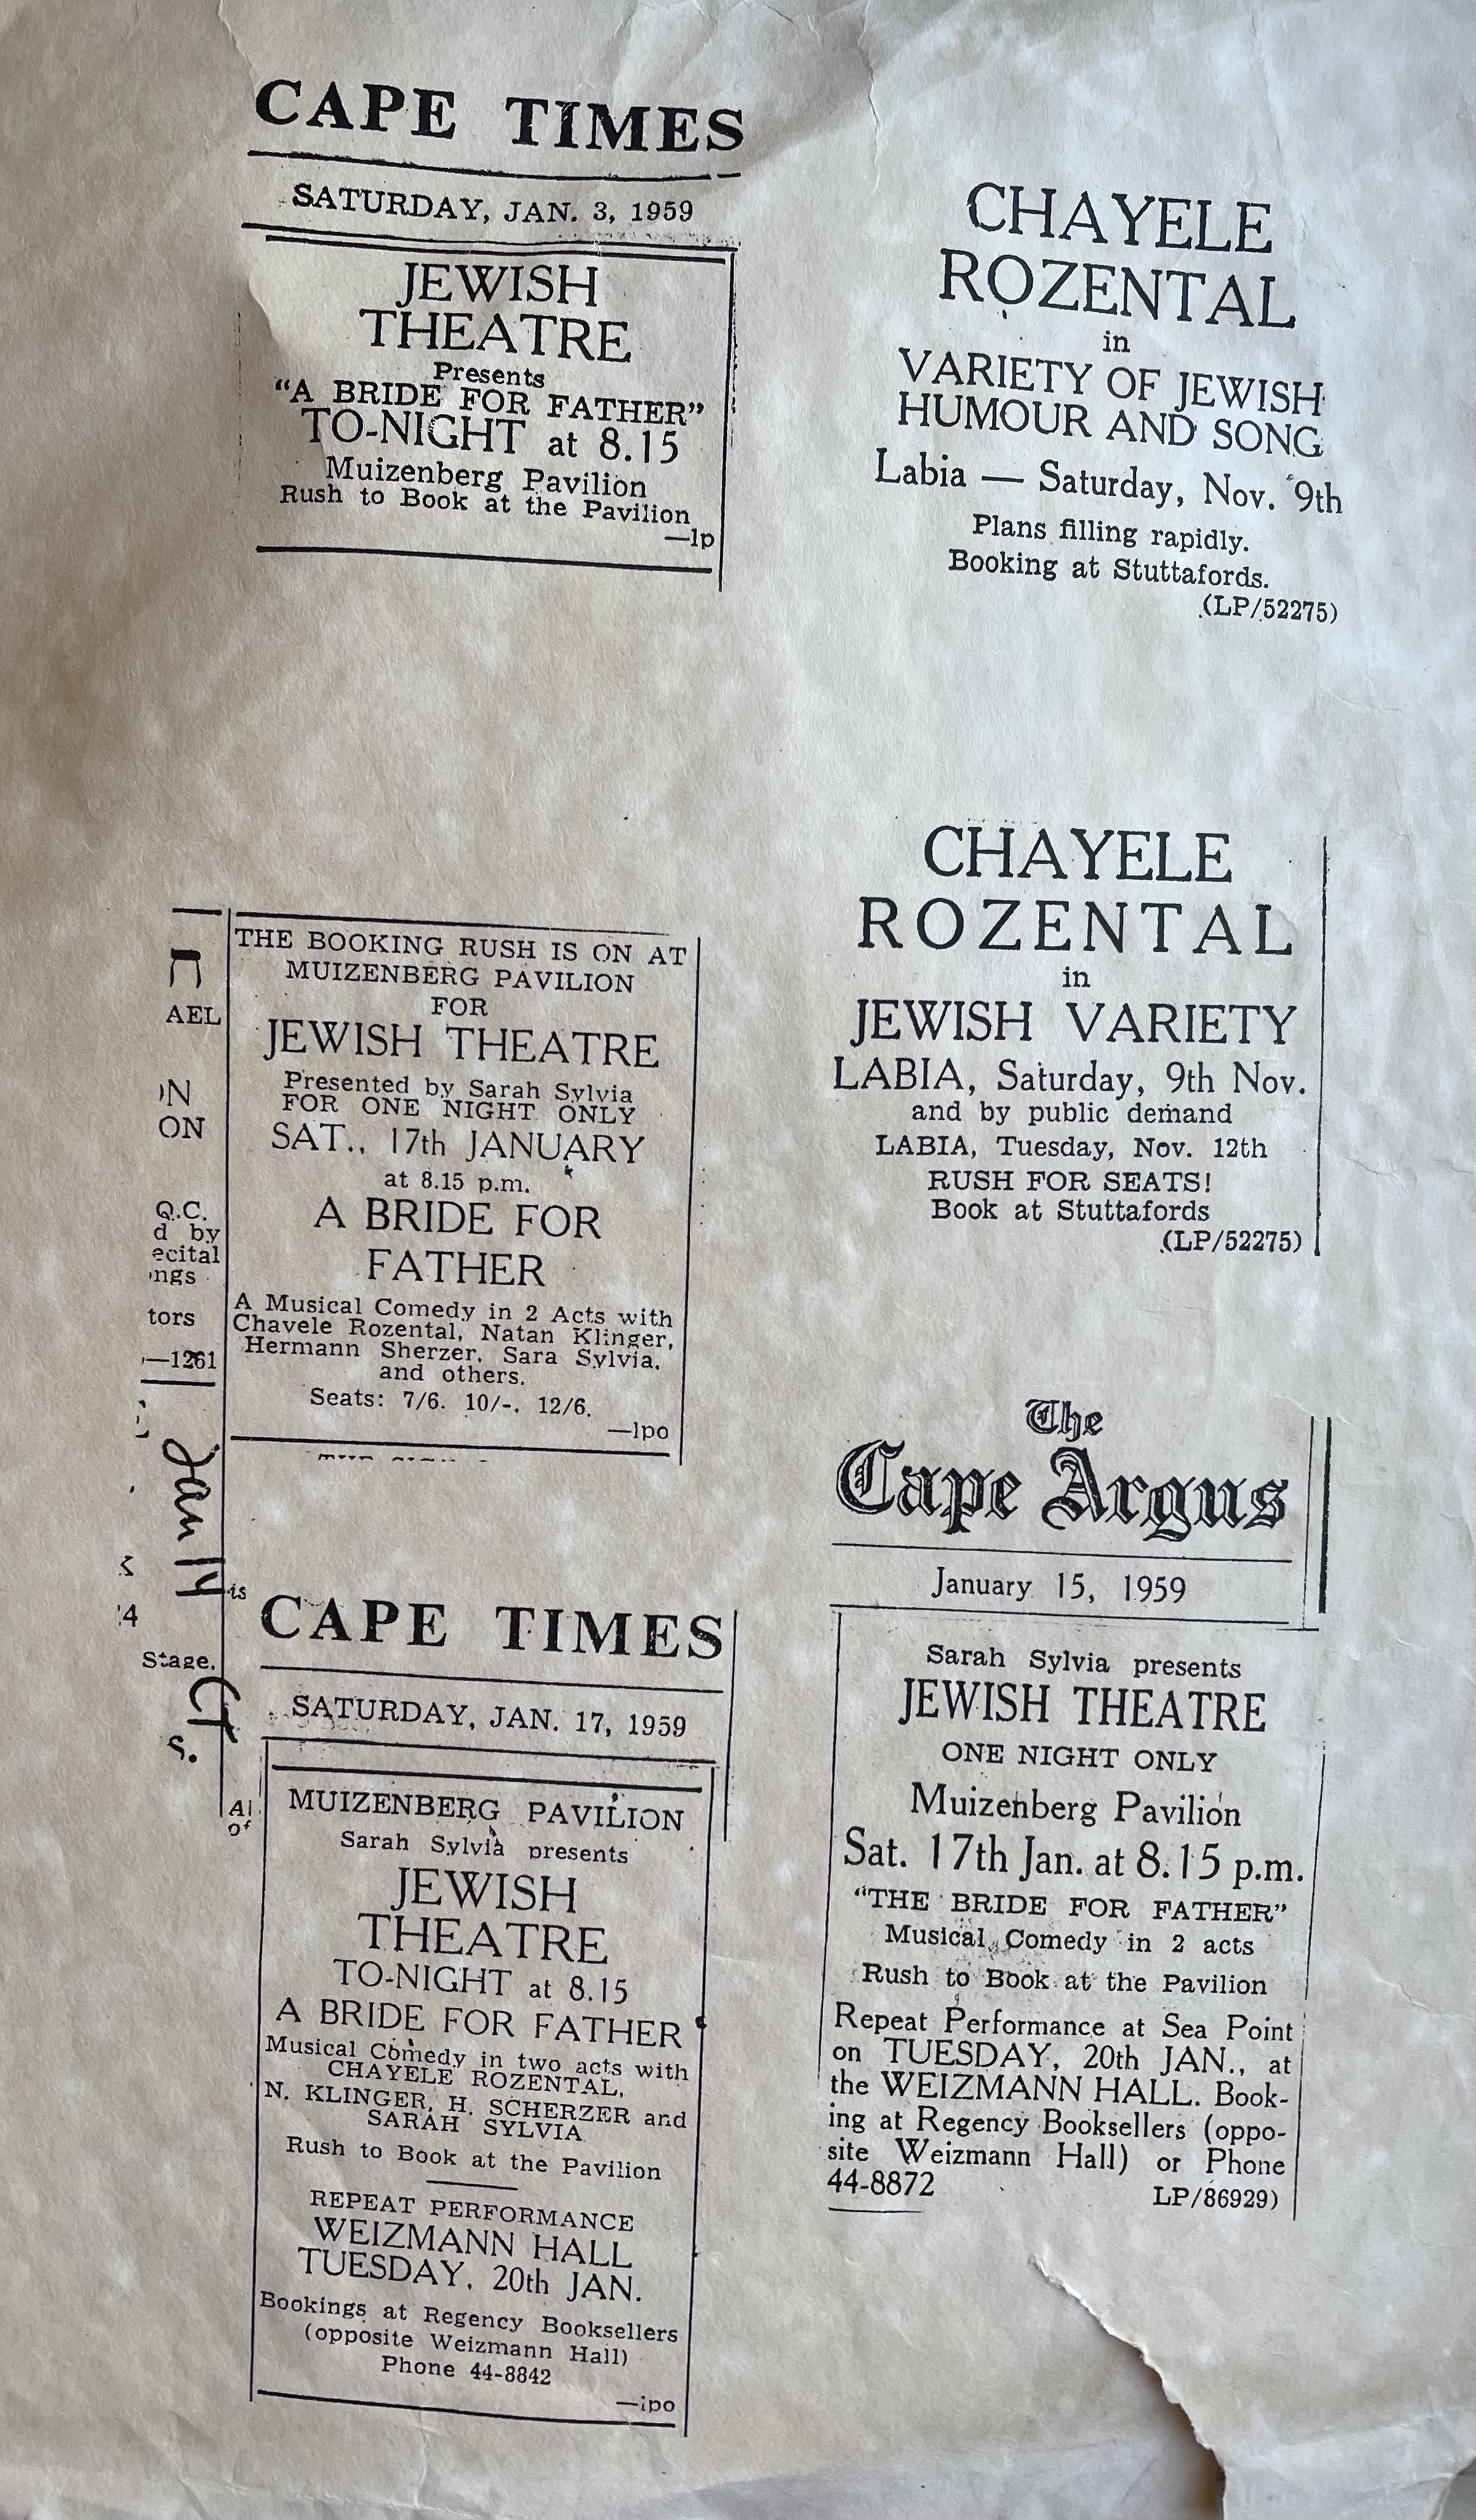 CAPE TIMES
SATURDAY, JAN. 3, 1959
JEWISH
THEATRE
Presents
“A BRIDE FOR FATHER”
TO-NIGHT at 8.15
Muizenberg Pavilion
Rush to Book at the Pavilion
—lp
ח
AEL
ON
Q.C.
d by
ecital
ngs
tors
—1261
Jan 14
is
4
Stage.
CT
s.
Al
of
THE BOOKING RUSH IS ON AT
MUIZENBERG PAVILION
FOR
JEWISH THEATRE
Presented by Sarah Sylvia
FOR ONE NIGHT ONLY
SAT., 17th JANUARY
at 8.15 p.m.
A BRIDE FOR
FATHER
A Musical Comedy in 2 Acts with
Chavele Rozental, Natan Klinger,
Hermann Sherzer, Sara Sylvia,
and others.
Seats: 7/6. 10/-. 12/6.
—lpo
CAPE TIMES
SATURDAY, JAN. 17, 1959
MUIZENBERG PAVILION
Sarah Sylvia presents
JEWISH
THEATRE
TO-NIGHT at 8.15
A BRIDE FOR FATHER
Musical Comedy in two acts with
CHAYELE ROZENTAL,
N. KLINGER, H. SCHERZER and
SARAH SYLVIA
Rush to Book at the Pavilion
REPEAT PERFORMANCE
WEIZMANN HALL
TUESDAY, 20th JAN.
Bookings at Regency Booksellers
(opposite Weizmann Hall)
Phone 44-8842
—ipo
CHAYELE
ROZENTAL
in
VARIETY OF JEWISH
HUMOUR AND SONG
Labia — Saturday, Nov. 9th
Plans filling rapidly.
Booking at Stuttafords.
(LP/52275)
CHAYELE
ROZENTAL
in
JEWISH VARIETY
LABIA, Saturday, 9th Nov.
and by public demand
LABIA, Tuesday, Nov. 12th
RUSH FOR SEATS!
Book at Stuttafords
(LP/52275)
The
Cape Argus
January 15, 1959
Sarah Sylvia presents
JEWISH THEATRE
ONE NIGHT ONLY
Muizenberg Pavilion
Sat. 17th Jan. at 8.15 p.m.
“THE BRIDE FOR FATHER”
Musical Comedy in 2 acts
Rush to Book at the Pavilion
Repeat Performance at Sea Point
on TUESDAY, 20th JAN., at
the WEIZMANN HALL. Book-
ing at Regency Booksellers (oppo-
site Weizmann Hall) or Phone
44-8872 LP/86929)